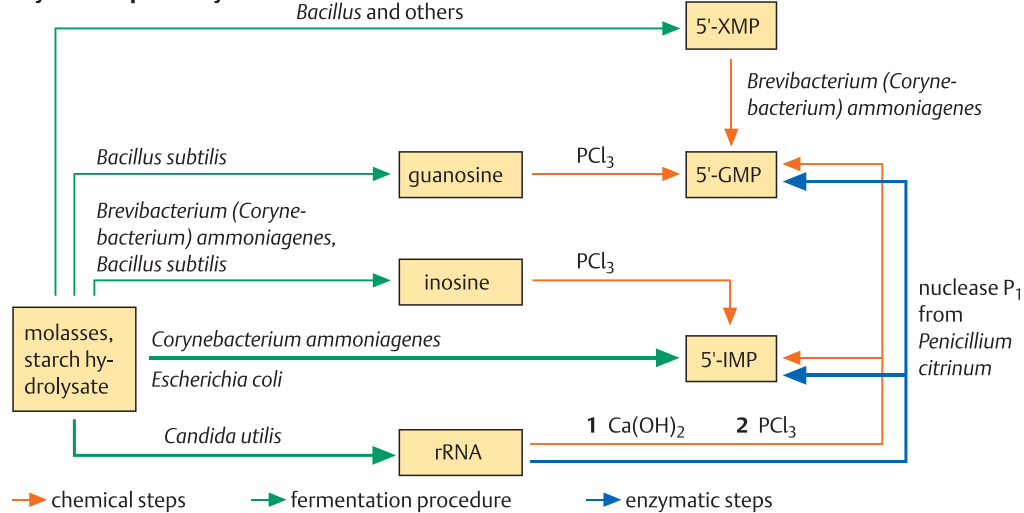 Bacillus and others
5'-XMP
Brevibacterium (Coryne-
bacterium) ammoniagenes
Bacillus subtilis
guanosine
PCl3
5'-GMP
Brevibacterium (Coryne-
bacterium) ammoniagenes,
Bacillus subtilis
inosine
PCl3
nuclease P1
from
Penicillium
citrinum
molasses,
starch hy-
drolysate
Corynebacterium ammoniagenes
Escherichia coli
5'-IMP
Candida utilis
rRNA
1 Ca(OH)2 2 PCl3
chemical steps
fermentation procedure
enzymatic steps